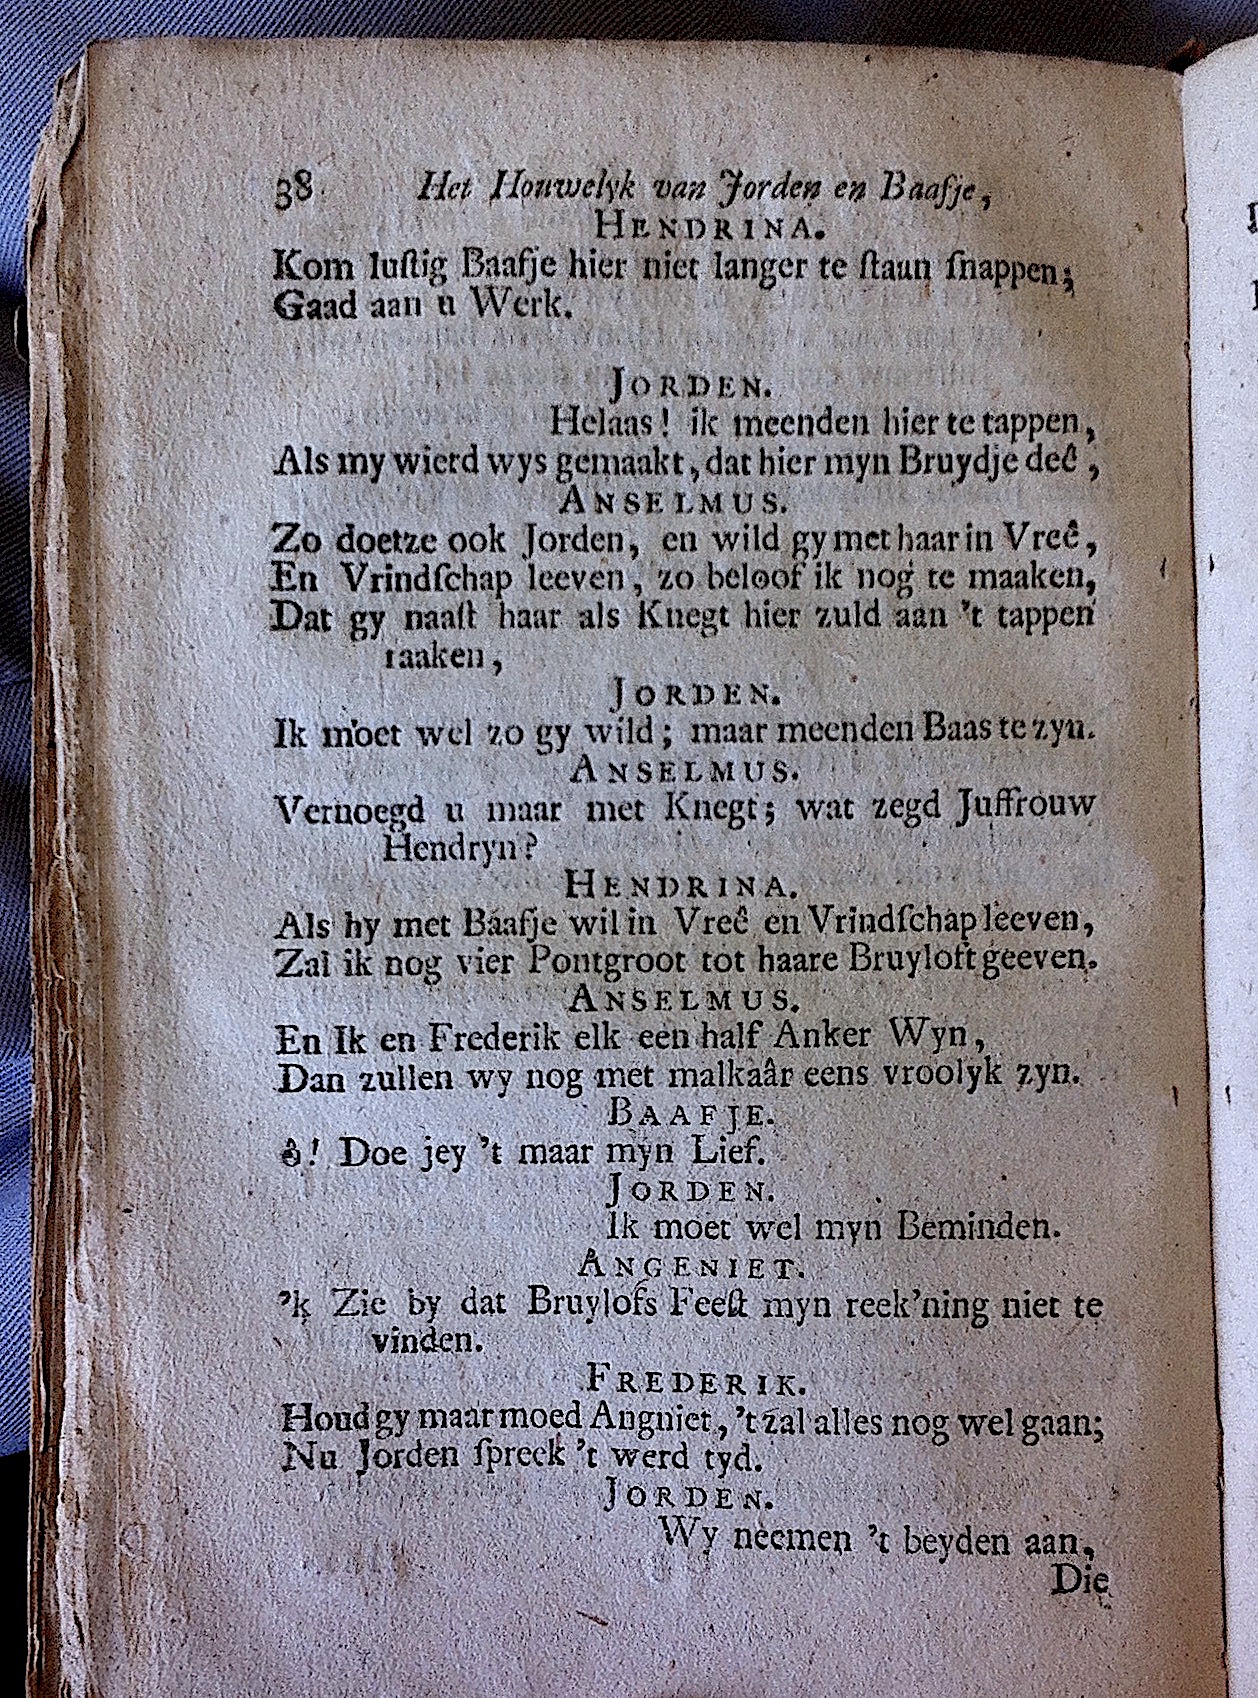 38 Het Houwelyk van Jorden en Baafje,
HENDRINA.
Kom luſtig Baafje hier niet langer te ſtaan ſnappen;
Gaad aan u Werk.
JORDEN.
Helaas! ik meenden hier te tappen,
Als my wierd wys gemaakt, dat hier myn Bruydje deê,
ANSELMUS.
Zo doetze ook Jorden, en wild gy met haar in Vreê,
En Vrindſchap leeven, zo beloof ik nog te maaken,
Dat gy naaſt haar als Knegt hier zuld aan 't tappen
raaken,
JORDEN.
Ik moet wel zo gy wild; maar meenden Baas te zyn.
ANSELMUS.
Vernoegd u maar met Knegt; wat zegd Juffrouw
Hendryn?
HENDRINA.
Als hy met Baafje wil in Vreê en Vrindſchap leeven,
Zal ik nog vier Pontgroot tot haare Bruyloft geeven.
ANSELMUS.
En Ik en Frederik elk een half Anker Wyn,
Dan zullen wy nog met malkaâr eens vroolyk zyn.
BAAFJE.
ô! Doe jey 't maar myn Lief.
JORDEN.
Ik moet wel myn Beminden.
ANGENIET.
'k Zie by dat Bruylofs Feeſt myn reek'ning niet te
vinden.
FREDERIK.
Houd gy maar moed Angniet, 't zal alles nog wel gaan;
Nu Jorden ſpreek 't werd tyd.
JORDEN.
Wy neemen 't beyden aan,
Die